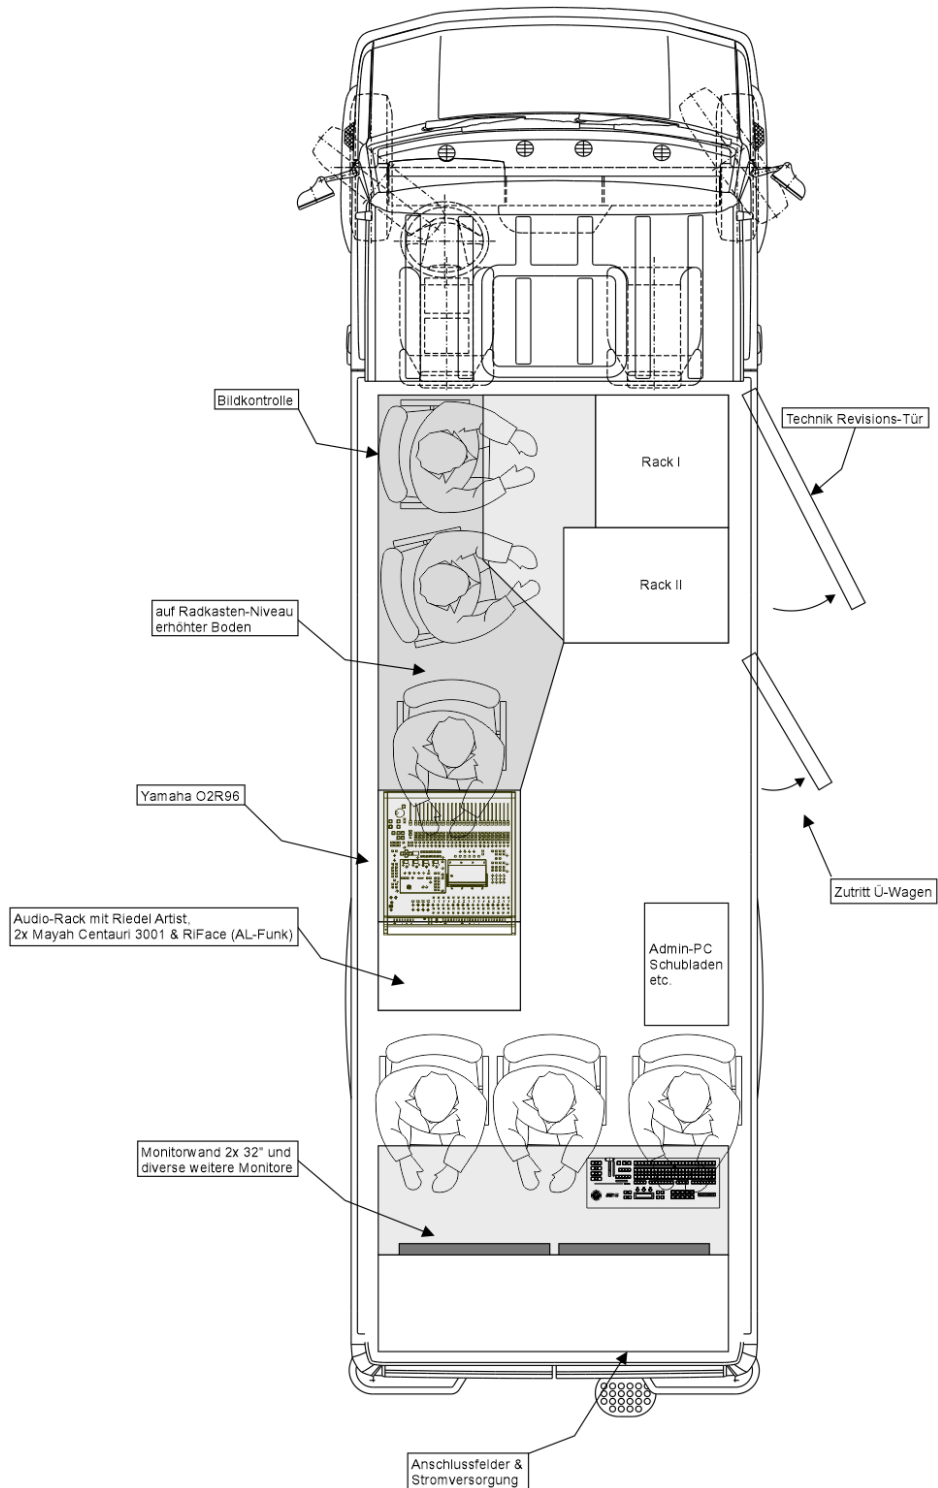 Bildkontrolle
Technik Revisions-Tür
Rack I
Rack II
auf Radkasten-Niveau
erhöhter Boden
Yamaha O2R96
Zutritt Ü-Wagen
Audio-Rack mit Riedel Artist,
2x Mayah Centauri 3001 & RiFace (AL-Funk)
Admin-PC
Schubladen
etc.
Monitorwand 2x 32" und
diverse weitere Monitore
Anschlussfelder &
Stromversorgung